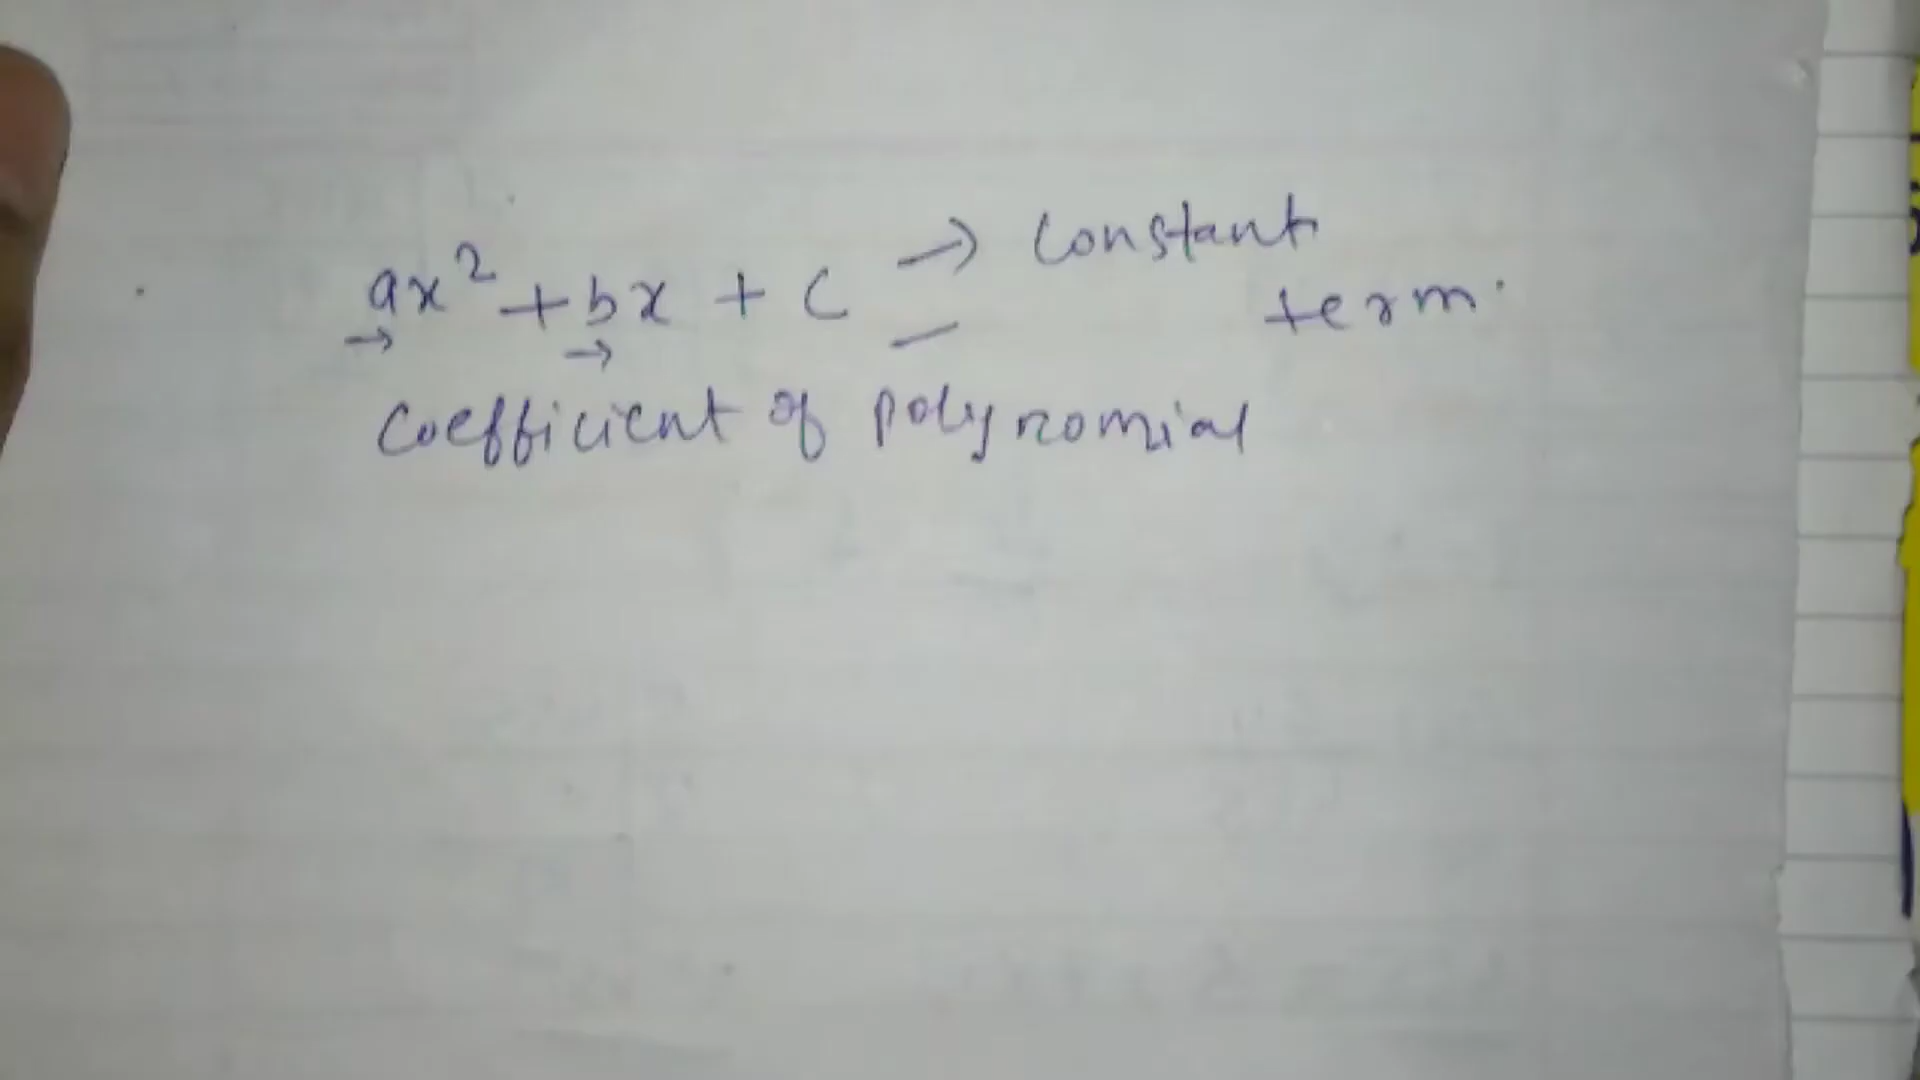 ax² + bx + c → constant
term.
coefficient of polynomial